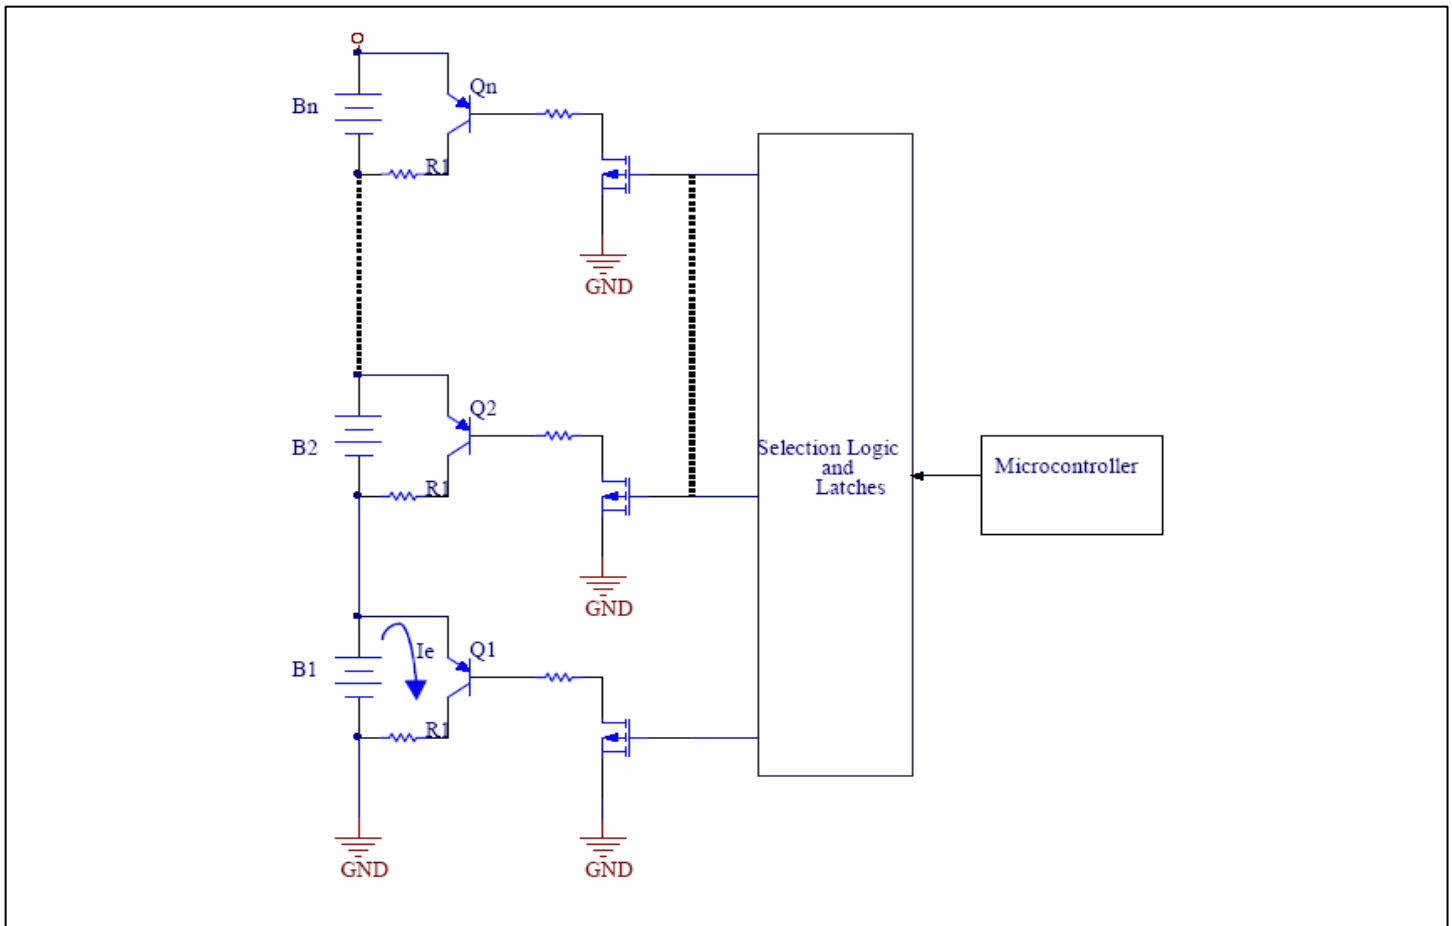 Qn
Bn
R1
GND
Q2
B2
R1
Selection Logic
and
Latches
Microcontroller
GND
Ie
Q1
B1
R1
GND
GND